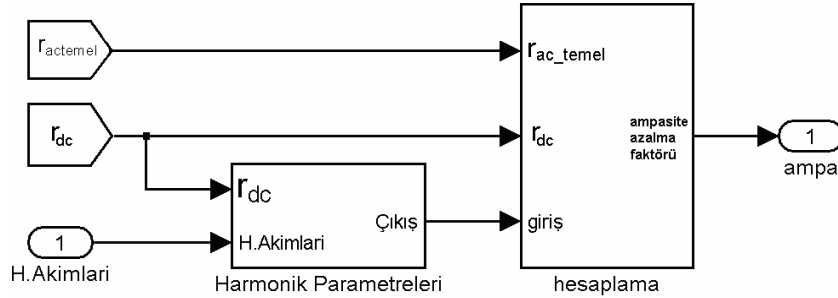 r_actemel
r_ac_temel
r_dc
r_dc
ampasite
azalma
faktörü
1
ampa
r_dc
Çıkış
giriş
1
H.Akimlari
H.Akimlari
Harmonik Parametreleri
hesaplama